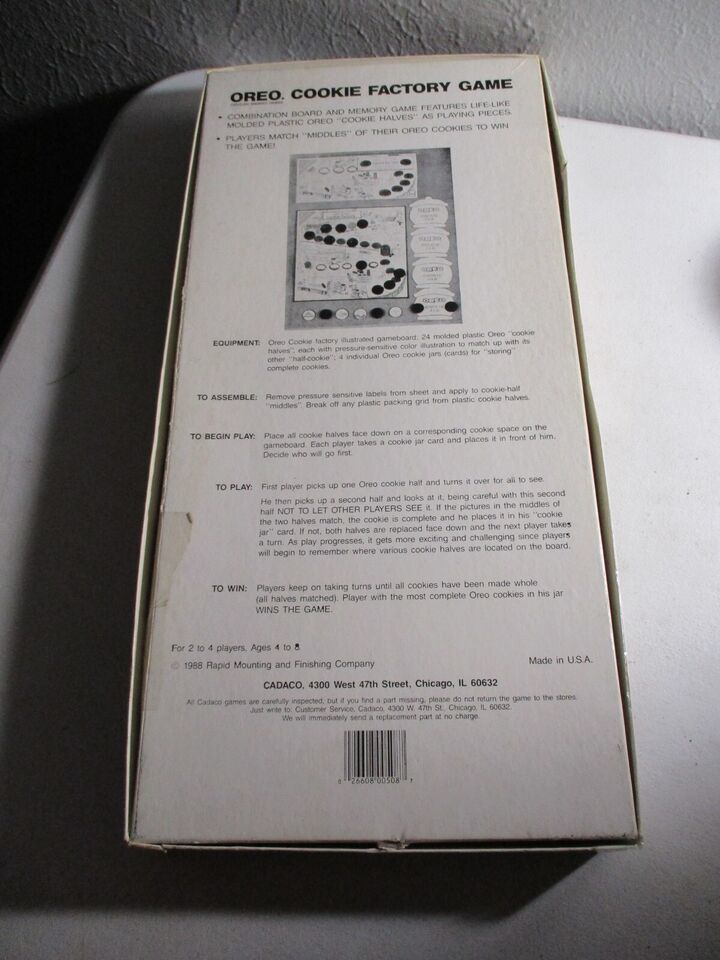 OREO. COOKIE FACTORY GAME
• COMBINATION BOARD AND MEMORY GAME FEATURES LIFE-LIKE
MOLDED PLASTIC OREO "COOKIE HALVES" AS PLAYING PIECES.
• PLAYERS MATCH "MIDDLES" OF THEIR OREO COOKIES TO WIN
THE GAME!
OREO
OREO
OREO
OREO
EQUIPMENT: Oreo Cookie factory illustrated gameboard. 24 molded plastic Oreo "cookie
halves", each with pressure-sensitive color illustration to match up with its
other "half-cookie"; 4 individual Oreo cookie jars (cards) for "storing"
complete cookies.
TO ASSEMBLE: Remove pressure sensitive labels from sheet and apply to cookie-half
"middles". Break off any plastic packing grid from plastic cookie halves.
TO BEGIN PLAY: Place all cookie halves face down on a corresponding cookie space on the
gameboard. Each player takes a cookie jar card and places it in front of him.
Decide who will go first.
TO PLAY: First player picks up one Oreo cookie half and turns it over for all to see.
He then picks up a second half and looks at it, being careful with this second
half NOT TO LET OTHER PLAYERS SEE it. If the pictures in the middles of
the two halves match, the cookie is complete and he places it in his "cookie
jar" card. If not, both halves are replaced face down and the next player takes
a turn. As play progresses, it gets more exciting and challenging since players
will begin to remember where various cookie halves are located on the board.
TO WIN: Players keep on taking turns until all cookies have been made whole
(all halves matched). Player with the most complete Oreo cookies in his jar
WINS THE GAME.
For 2 to 4 players, Ages 4 to 8
© 1988 Rapid Mounting and Finishing Company
Made in U.S.A.
CADACO, 4300 West 47th Street, Chicago, IL 60632
All Cadaco games are carefully inspected, but if you find a part missing, please do not return the game to the stores.
Just write to: Customer Service, Cadaco, 4300 W. 47th St., Chicago, IL 60632.
We will immediately send a replacement part at no charge.
0 26608 00508 7